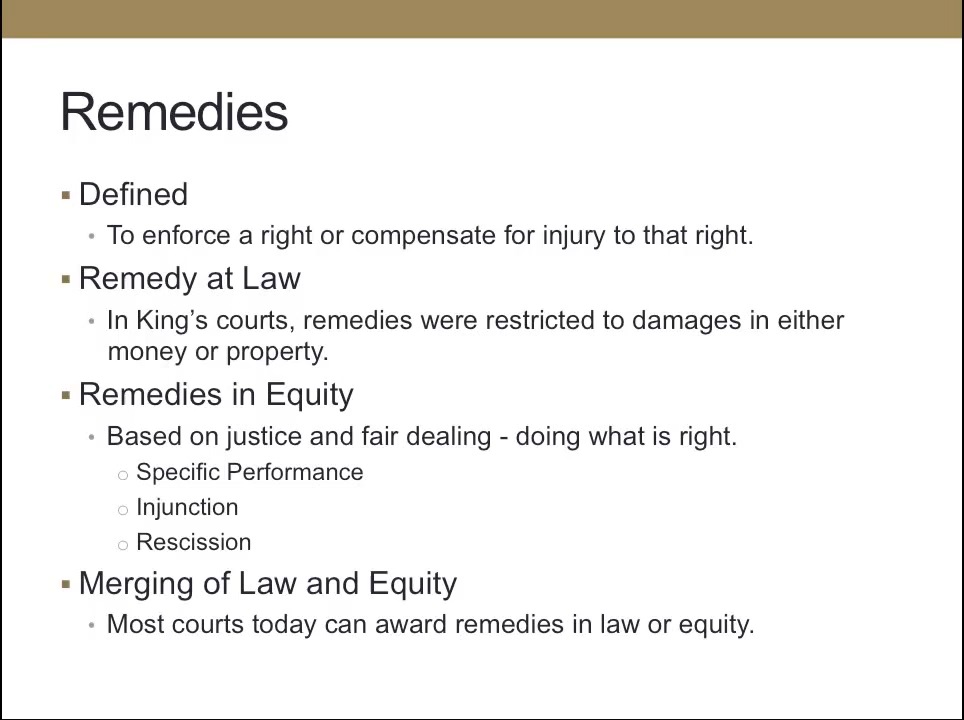 Remedies
▪ Defined
• To enforce a right or compensate for injury to that right.
▪ Remedy at Law
• In King’s courts, remedies were restricted to damages in either
money or property.
▪ Remedies in Equity
• Based on justice and fair dealing - doing what is right.
○ Specific Performance
○ Injunction
○ Rescission
▪ Merging of Law and Equity
• Most courts today can award remedies in law or equity.